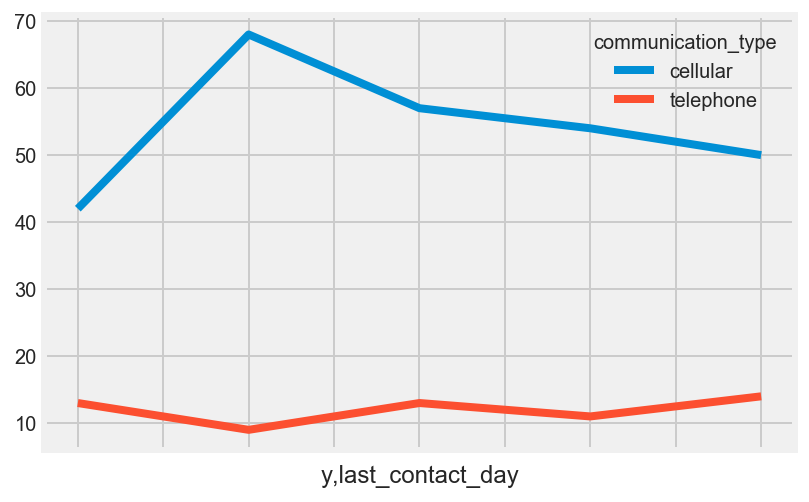 70
60
50
40
30
20
10
communication_type
cellular
telephone
y,last_contact_day